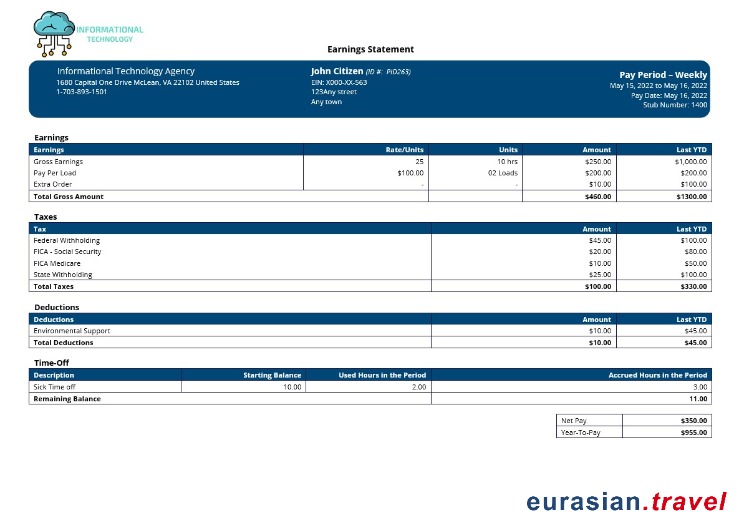 INFORMATIONAL
TECHNOLOGY
Earnings Statement
Informational Technology Agency
1680 Capital One Drive McLean, VA 22102 United States
1-703-893-1501
John Citizen (ID #: PID263)
EIN: X000-XX-563
123Any street
Any town
Pay Period – Weekly
May 15, 2022 to May 16, 2022
Pay Date: May 16, 2022
Stub Number: 1400
Earnings
Earnings Rate/Units Units Amount Last YTD
Gross Earnings 25 10 hrs $250.00 $1,000.00
Pay Per Load $100.00 02 Loads $200.00 $200.00
Extra Order - - $10.00 $100.00
Total Gross Amount $460.00 $1300.00
Taxes
Tax Amount Last YTD
Federal Withholding $45.00 $100.00
FICA - Social Security $20.00 $80.00
FICA Medicare $10.00 $50.00
State Withholding $25.00 $100.00
Total Taxes $100.00 $330.00
Deductions
Deductions Amount Last YTD
Environmental Support $10.00 $45.00
Total Deductions $10.00 $45.00
Time-Off
Description Starting Balance Used Hours in the Period Accrued Hours in the Period
Sick Time off 10.00 2.00 3.00
Remaining Balance 11.00
Net Pay $350.00
Year-To-Pay $955.00
eurasian.travel